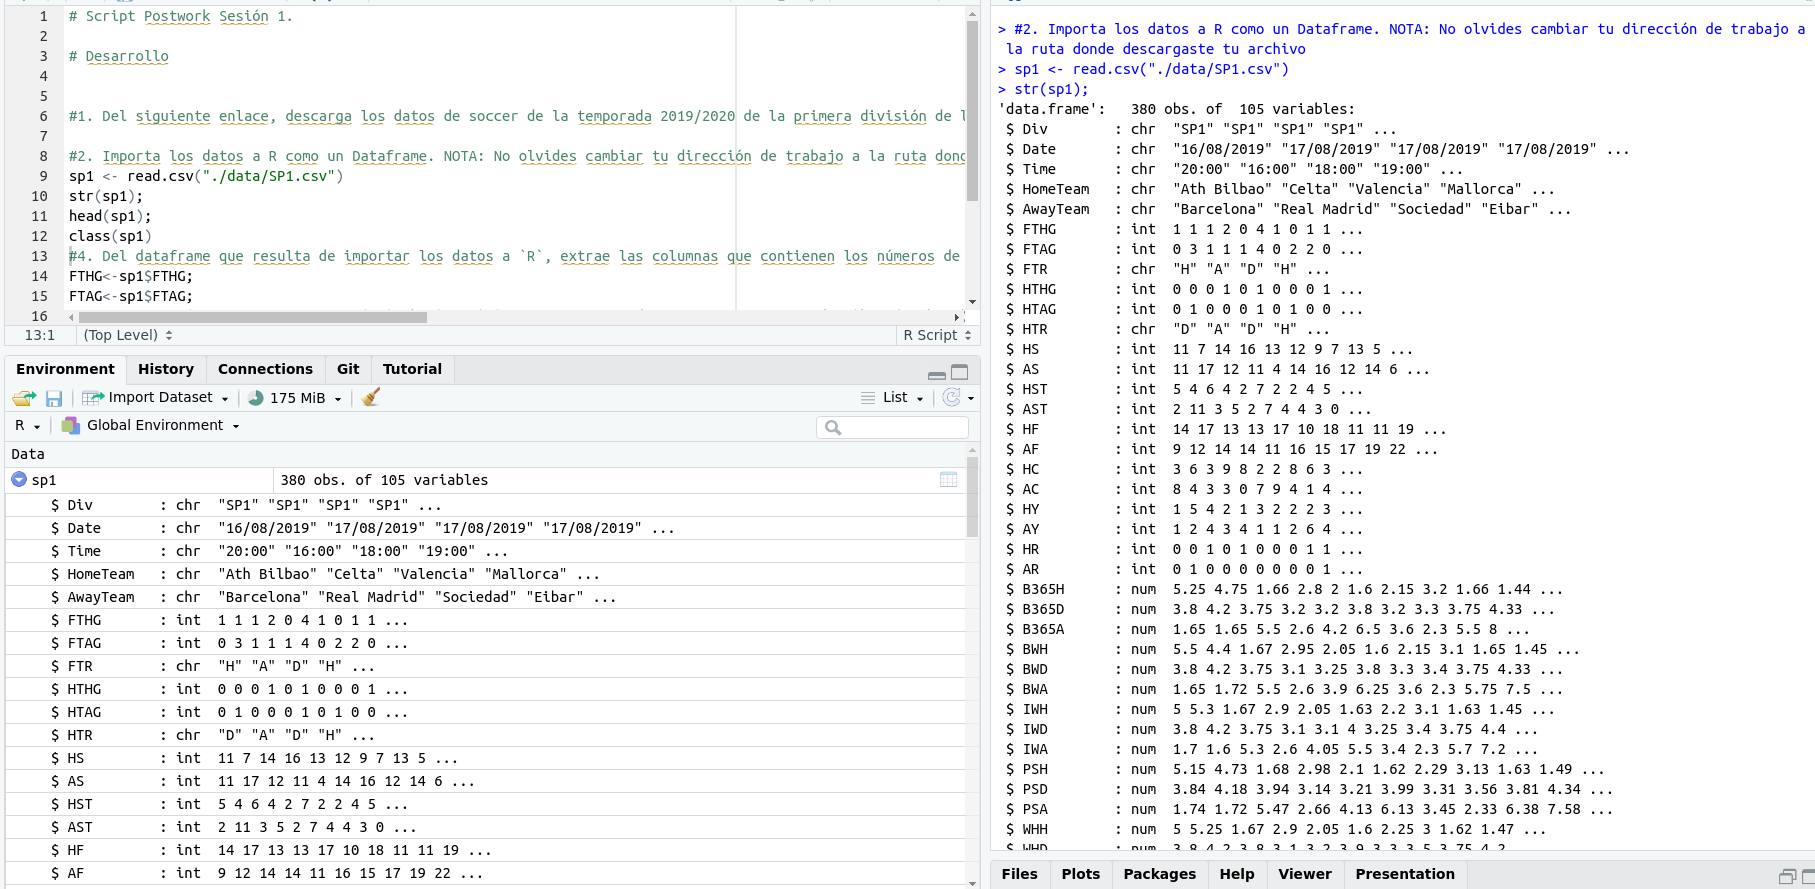 1 # Script Postwork Sesión 1.
2
3 # Desarrollo
4
5
6 #1. Del siguiente enlace, descarga los datos de soccer de la temporada 2019/2020 de la primera división de l
7
8 #2. Importa los datos a R como un Dataframe. NOTA: No olvides cambiar tu dirección de trabajo a la ruta donc
9 sp1 <- read.csv("./data/SP1.csv")
10 str(sp1);
11 head(sp1);
12 class(sp1)
13 #4. Del dataframe que resulta de importar los datos a `R`, extrae las columnas que contienen los números de
14 FTHG<-sp1$FTHG;
15 FTAG<-sp1$FTAG;
16
13:1 (Top Level) R Script
Environment History Connections Git Tutorial
Import Dataset 175 MiB List
R Global Environment
Data
sp1 380 obs. of 105 variables
$ Div : chr "SP1" "SP1" "SP1" "SP1" ...
$ Date : chr "16/08/2019" "17/08/2019" "17/08/2019" "17/08/2019" ...
$ Time : chr "20:00" "16:00" "18:00" "19:00" ...
$ HomeTeam : chr "Ath Bilbao" "Celta" "Valencia" "Mallorca" ...
$ AwayTeam : chr "Barcelona" "Real Madrid" "Sociedad" "Eibar" ...
$ FTHG : int 1 1 1 2 0 4 1 0 1 1 ...
$ FTAG : int 0 3 1 1 1 4 0 2 2 0 ...
$ FTR : chr "H" "A" "D" "H" ...
$ HTHG : int 0 0 0 1 0 1 0 0 0 1 ...
$ HTAG : int 0 1 0 0 0 1 0 1 0 0 ...
$ HTR : chr "D" "A" "D" "H" ...
$ HS : int 11 7 14 16 13 12 9 7 13 5 ...
$ AS : int 11 17 12 11 4 14 16 12 14 6 ...
$ HST : int 5 4 6 4 2 7 2 2 4 5 ...
$ AST : int 2 11 3 5 2 7 4 4 3 0 ...
$ HF : int 14 17 13 13 17 10 18 11 11 19 ...
$ AF : int 9 12 14 14 11 16 15 17 19 22 ...
> #2. Importa los datos a R como un Dataframe. NOTA: No olvides cambiar tu dirección de trabajo a
la ruta donde descargaste tu archivo
> sp1 <- read.csv("./data/SP1.csv")
> str(sp1);
'data.frame': 380 obs. of 105 variables:
$ Div : chr "SP1" "SP1" "SP1" "SP1" ...
$ Date : chr "16/08/2019" "17/08/2019" "17/08/2019" "17/08/2019" ...
$ Time : chr "20:00" "16:00" "18:00" "19:00" ...
$ HomeTeam : chr "Ath Bilbao" "Celta" "Valencia" "Mallorca" ...
$ AwayTeam : chr "Barcelona" "Real Madrid" "Sociedad" "Eibar" ...
$ FTHG : int 1 1 1 2 0 4 1 0 1 1 ...
$ FTAG : int 0 3 1 1 1 4 0 2 2 0 ...
$ FTR : chr "H" "A" "D" "H" ...
$ HTHG : int 0 0 0 1 0 1 0 0 0 1 ...
$ HTAG : int 0 1 0 0 0 1 0 1 0 0 ...
$ HTR : chr "D" "A" "D" "H" ...
$ HS : int 11 7 14 16 13 12 9 7 13 5 ...
$ AS : int 11 17 12 11 4 14 16 12 14 6 ...
$ HST : int 5 4 6 4 2 7 2 2 4 5 ...
$ AST : int 2 11 3 5 2 7 4 4 3 0 ...
$ HF : int 14 17 13 13 17 10 18 11 11 19 ...
$ AF : int 9 12 14 14 11 16 15 17 19 22 ...
$ HC : int 3 6 3 9 8 2 2 8 6 3 ...
$ AC : int 8 4 3 3 0 7 9 4 1 4 ...
$ HY : int 1 5 4 2 1 3 2 2 2 3 ...
$ AY : int 1 2 4 3 4 1 1 2 6 4 ...
$ HR : int 0 0 1 0 1 0 0 0 1 1 ...
$ AR : int 0 1 0 0 0 0 0 0 0 1 ...
$ B365H : num 5.25 4.75 1.66 2.8 2 1.6 2.15 3.2 1.66 1.44 ...
$ B365D : num 3.8 4.2 3.75 3.2 3.2 3.8 3.2 3.3 3.75 4.33 ...
$ B365A : num 1.65 1.65 5.5 2.6 4.2 6.5 3.6 2.3 5.5 8 ...
$ BWH : num 5.5 4.4 1.67 2.95 2.05 1.6 2.15 3.1 1.65 1.45 ...
$ BWD : num 3.8 4.2 3.75 3.1 3.25 3.8 3.3 3.4 3.75 4.33 ...
$ BWA : num 1.65 1.72 5.5 2.6 3.9 6.25 3.6 2.3 5.75 7.5 ...
$ IWH : num 5 5.3 1.67 2.9 2.05 1.63 2.2 3.1 1.63 1.45 ...
$ IWD : num 3.8 4.2 3.75 3.1 3.1 4 3.25 3.4 3.75 4.4 ...
$ IWA : num 1.7 1.6 5.3 2.6 4.05 5.5 3.4 2.3 5.7 7.2 ...
$ PSH : num 5.15 4.73 1.68 2.98 2.1 1.62 2.29 3.13 1.63 1.49 ...
$ PSD : num 3.84 4.18 3.94 3.14 3.21 3.99 3.31 3.56 3.81 4.34 ...
$ PSA : num 1.74 1.72 5.47 2.66 4.13 6.13 3.45 2.33 6.38 7.58 ...
$ WHH : num 5 5.25 1.67 2.9 2.05 1.6 2.25 3 1.62 1.47 ...
$ WHD : num 3.8 4.2 3.8 3.1 3.2 3.9 3.3 3.5 3.75 4.2
Files Plots Packages Help Viewer Presentation